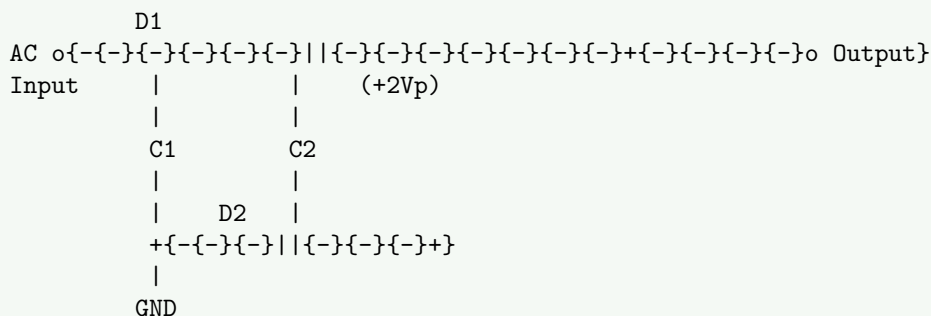 D1
AC o{-{-}{-}{-}{-}{-}||{-}{-}{-}{-}{-}{-}{-}+{-}{-}{-}{-}o Output}
Input | | (+2Vp)
| |
C1 C2
| |
| D2 |
+{-{-}{-}||{-}{-}{-}+}
|
GND